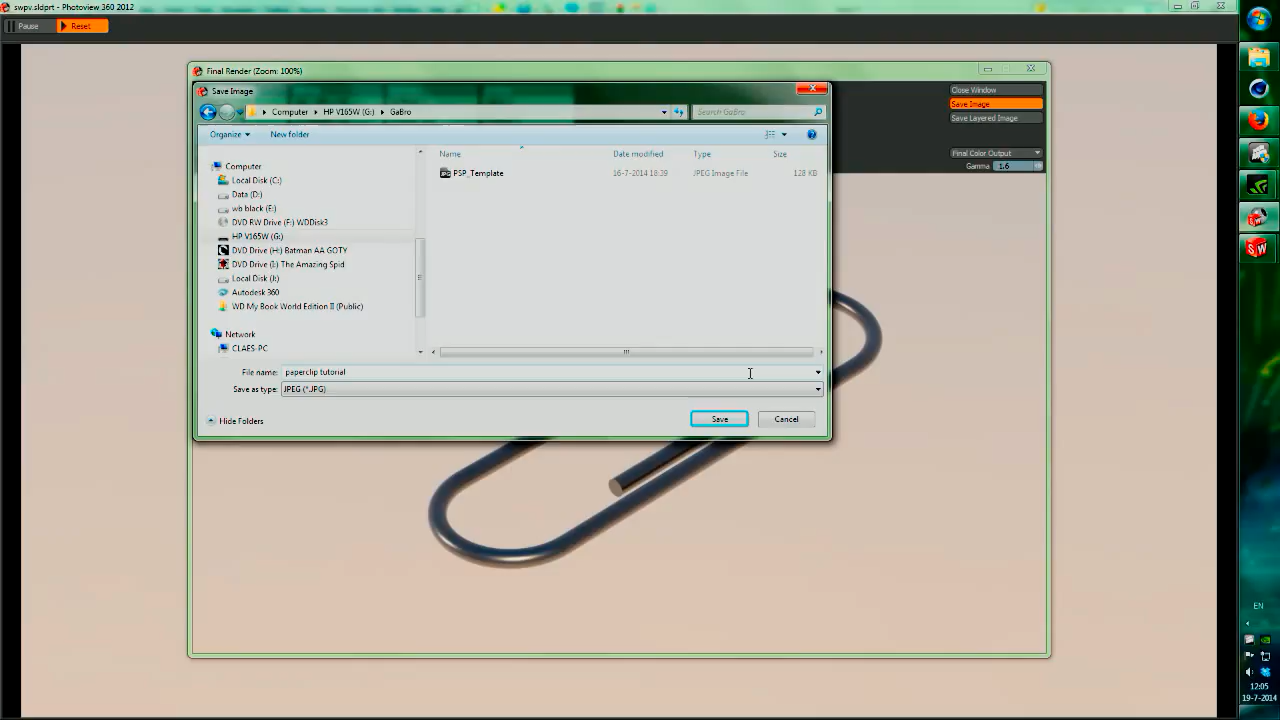 swpv.sldprt - Photoview 360 2012
Pause
Reset
Final Render (Zoom: 100%)
Save Image
Computer
HP V165W (G:)
GaBro
Search GaBro
Organize
New folder
Computer
Local Disk (C:)
Data (D:)
wb black (E:)
DVD RW Drive (F:) WDDisk3
HP V165W (G:)
DVD Drive (H:) Batman AA GOTY
DVD Drive (I:) The Amazing Spid
Autodesk 360
WD My Book World Edition II (Public)
Network
CLAES-PC
Name
Date modified
Type
Size
PSP_Template
16-7-2014 18:39
JPEG Image File
128 KB
File name:
paperclip tutorial
Save as type:
JPEG (*.JPG)
Hide Folders
Save
Cancel
Close Window
Save Image
Save Layered Image
Final Color Output
Gamma
1.6
EN
12:05
19-7-2014